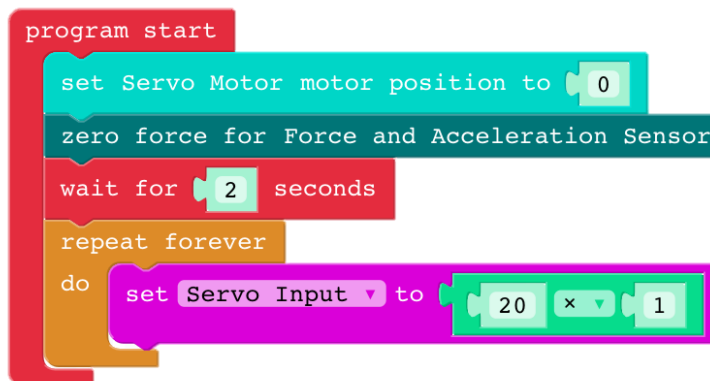 program start
set Servo Motor motor position to 0
zero force for Force and Acceleration Sensor
wait for 2 seconds
repeat forever
do set Servo Input ▼ to 20 × ▼ 1